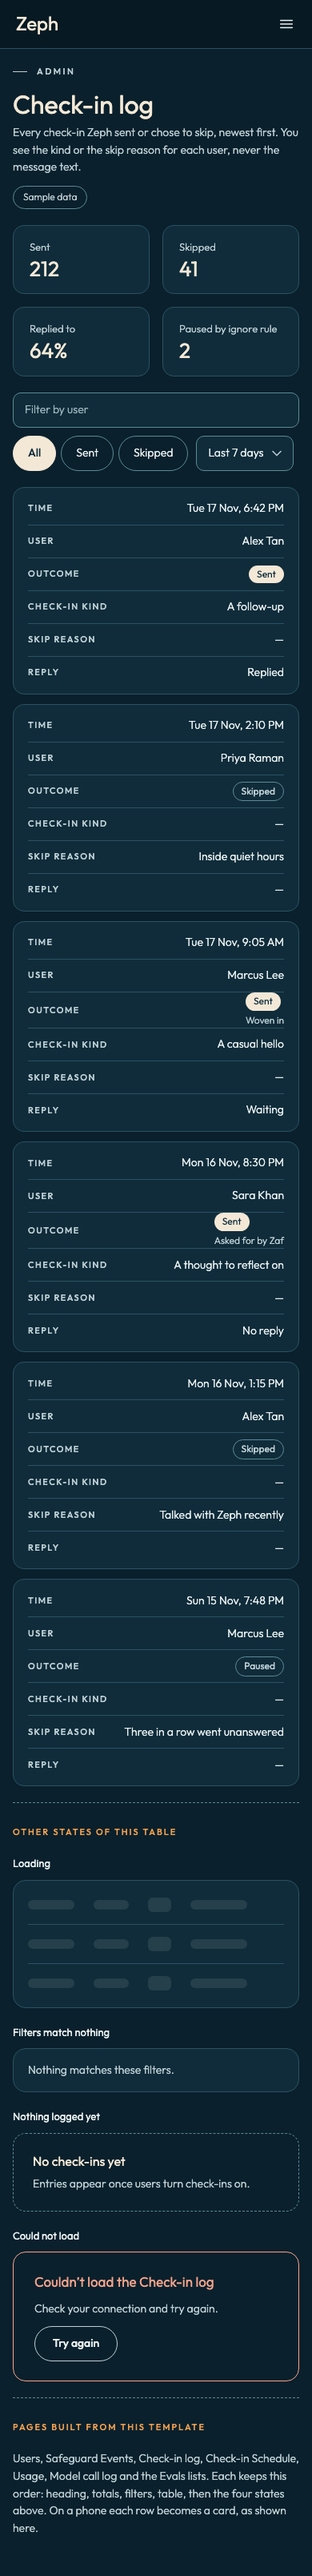 Zeph
ADMIN
Check-in log
Every check-in Zeph sent or chose to skip, newest first. You
see the kind or the skip reason for each user, never the
message text.
Sample data
Sent
212
Skipped
41
Replied to
64%
Paused by ignore rule
2
Filter by user
All
Sent
Skipped
Last 7 days
TIME
Tue 17 Nov, 6:42 PM
USER
Alex Tan
OUTCOME
Sent
CHECK-IN KIND
A follow-up
SKIP REASON
—
REPLY
Replied
TIME
Tue 17 Nov, 2:10 PM
USER
Priya Raman
OUTCOME
Skipped
CHECK-IN KIND
—
SKIP REASON
Inside quiet hours
REPLY
—
TIME
Tue 17 Nov, 9:05 AM
USER
Marcus Lee
OUTCOME
Sent
Woven in
CHECK-IN KIND
A casual hello
SKIP REASON
—
REPLY
Waiting
TIME
Mon 16 Nov, 8:30 PM
USER
Sara Khan
OUTCOME
Sent
Asked for by Zaf
CHECK-IN KIND
A thought to reflect on
SKIP REASON
—
REPLY
No reply
TIME
Mon 16 Nov, 1:15 PM
USER
Alex Tan
OUTCOME
Skipped
CHECK-IN KIND
—
SKIP REASON
Talked with Zeph recently
REPLY
—
TIME
Sun 15 Nov, 7:48 PM
USER
Marcus Lee
OUTCOME
Paused
CHECK-IN KIND
—
SKIP REASON
Three in a row went unanswered
REPLY
—
OTHER STATES OF THIS TABLE
Loading
Filters match nothing
Nothing matches these filters.
Nothing logged yet
No check-ins yet
Entries appear once users turn check-ins on.
Could not load
Couldn't load the Check-in log
Check your connection and try again.
Try again
PAGES BUILT FROM THIS TEMPLATE
Users, Safeguard Events, Check-in log, Check-in Schedule,
Usage, Model call log and the Evals lists. Each keeps this
order: heading, totals, filters, table, then the four states
above. On a phone each row becomes a card, as shown
here.